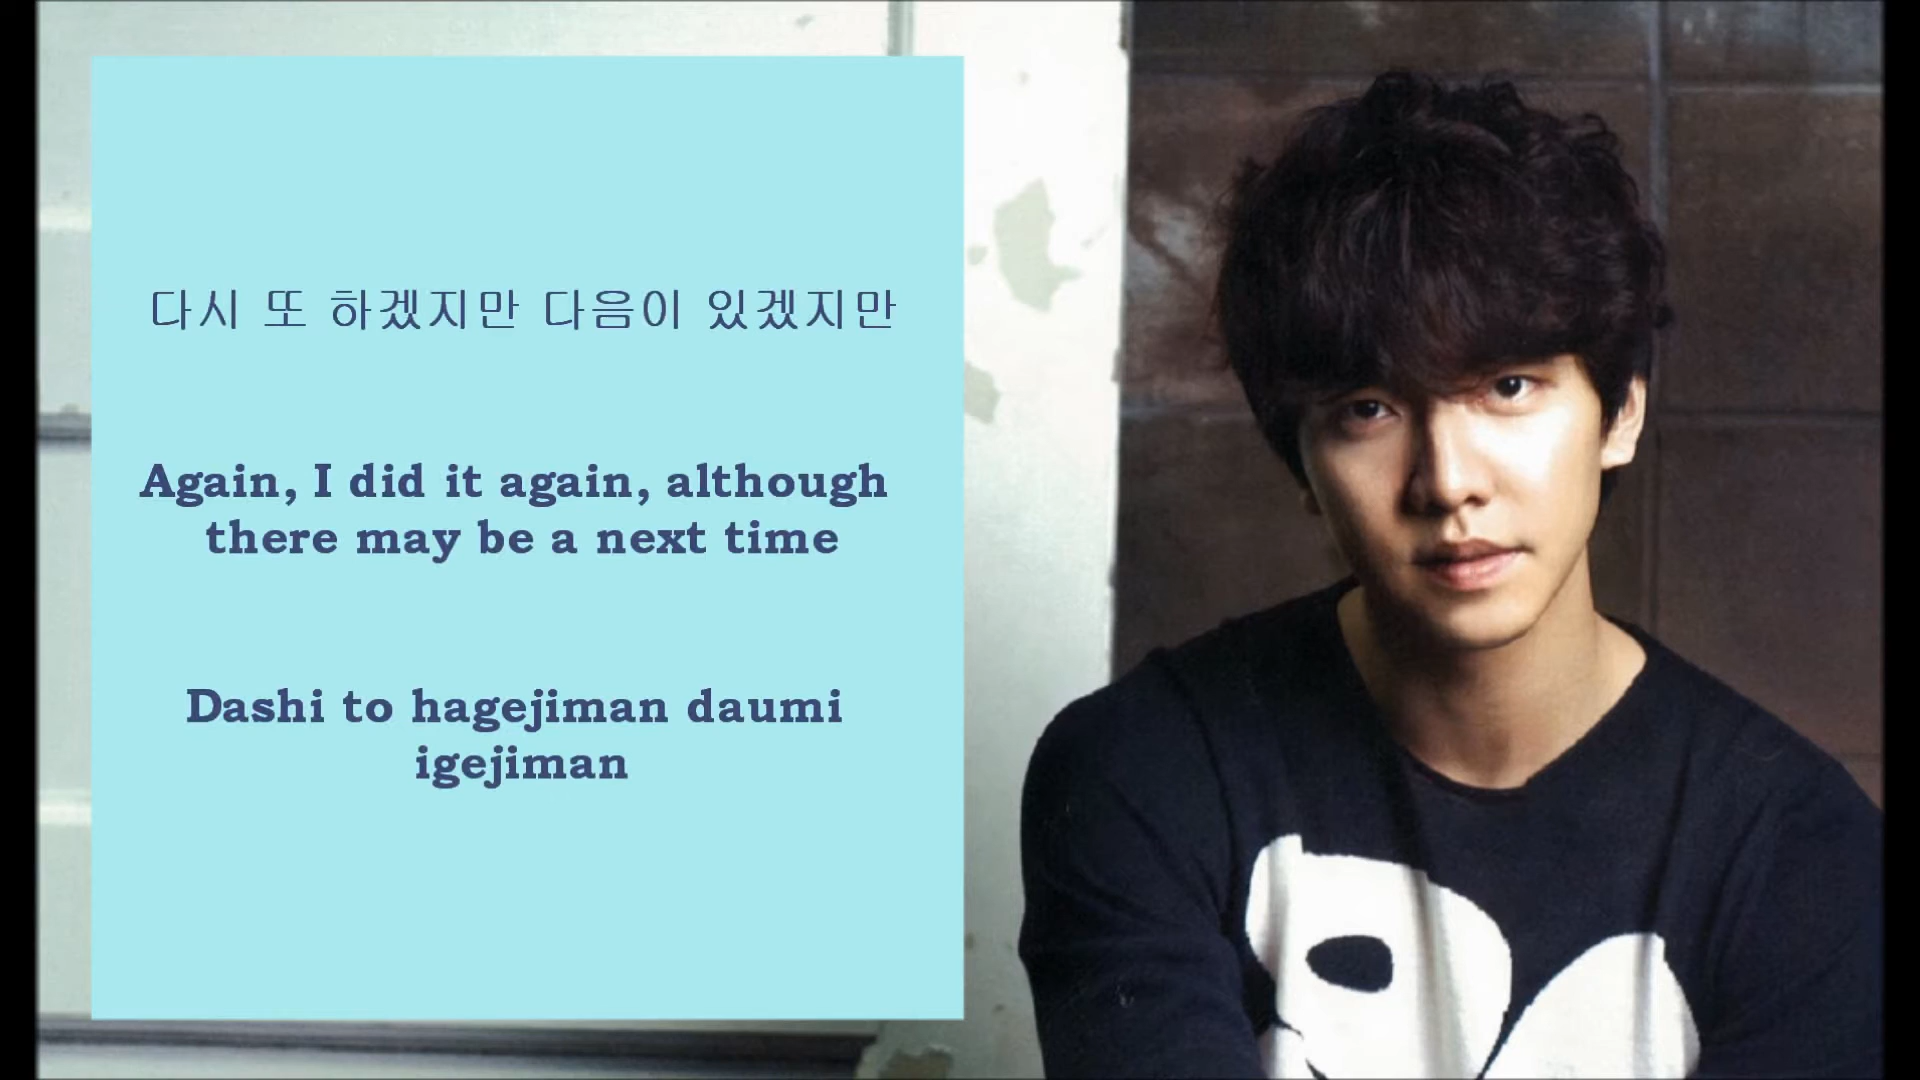 다시 또 하겠지만 다음이 있겠지만
Again, I did it again, although
there may be a next time
Dashi to hagejiman daumi
igejiman